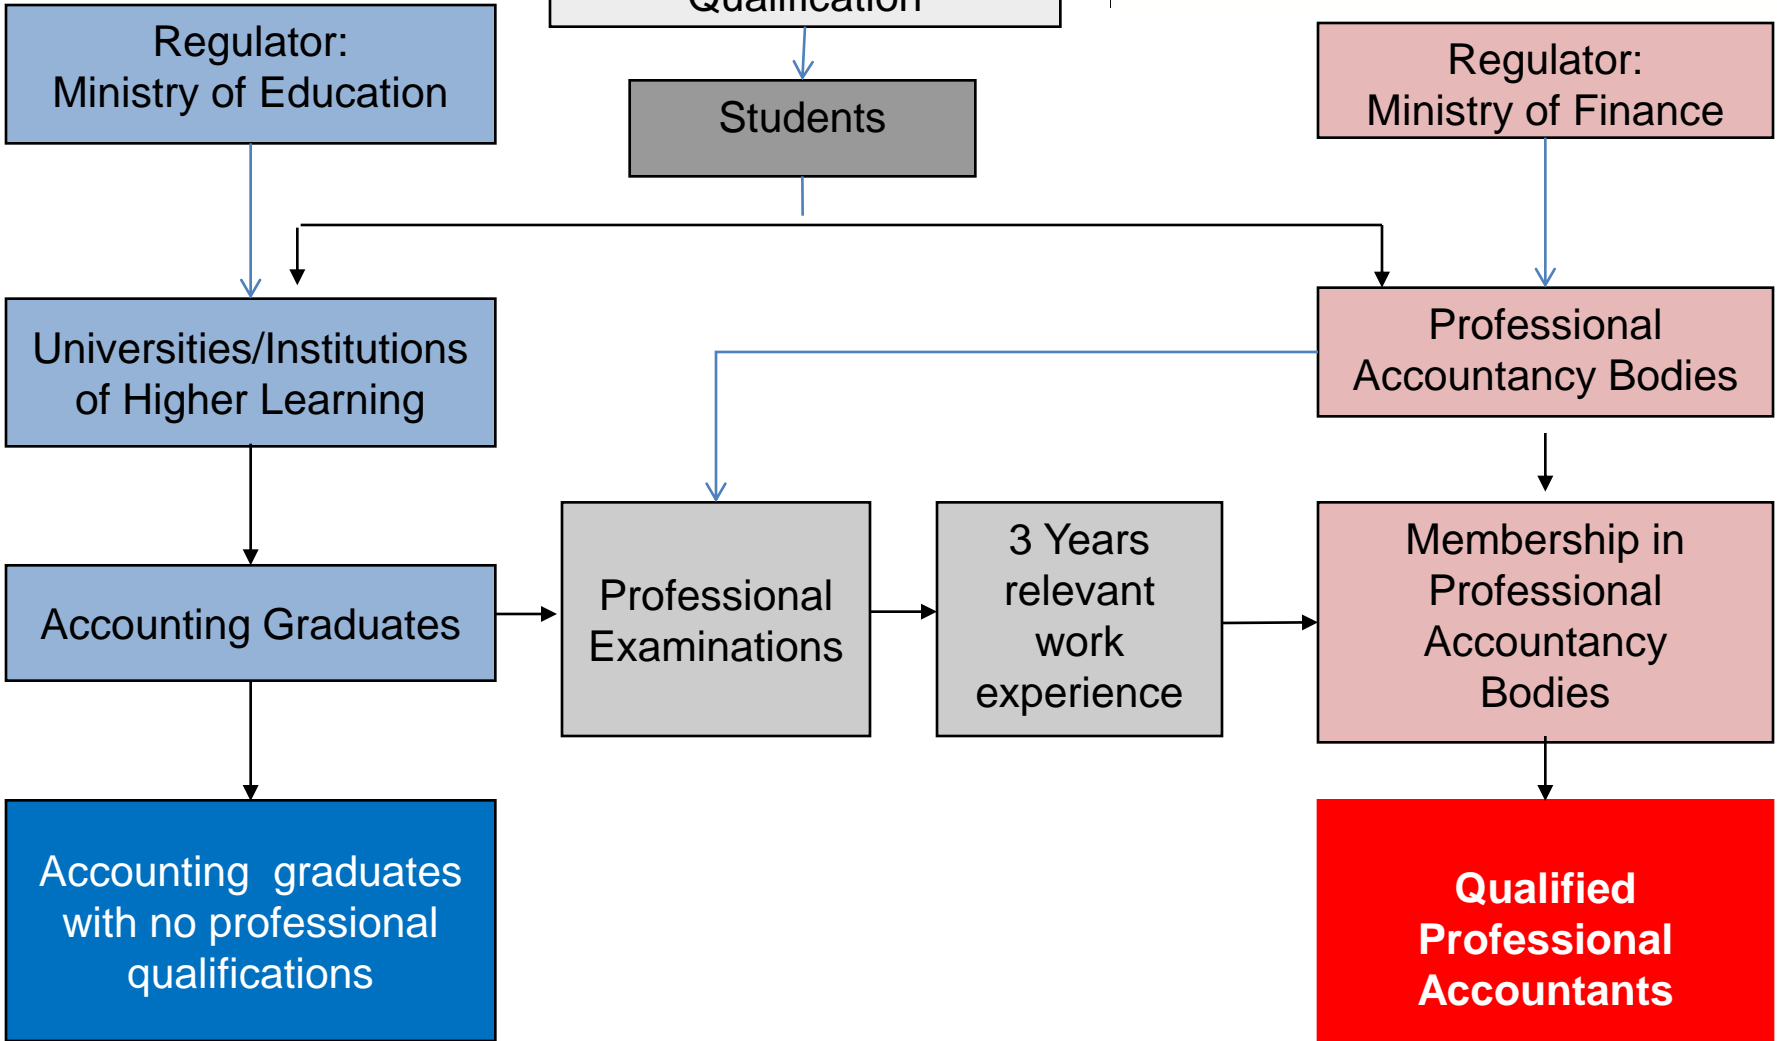 Qualification
Regulator:
Ministry of Education
Students
Regulator:
Ministry of Finance
Universities/Institutions
of Higher Learning
Professional
Accountancy Bodies
Accounting Graduates
Professional
Examinations
3 Years
relevant
work
experience
Membership in
Professional
Accountancy
Bodies
Accounting graduates
with no professional
qualifications
Qualified
Professional
Accountants